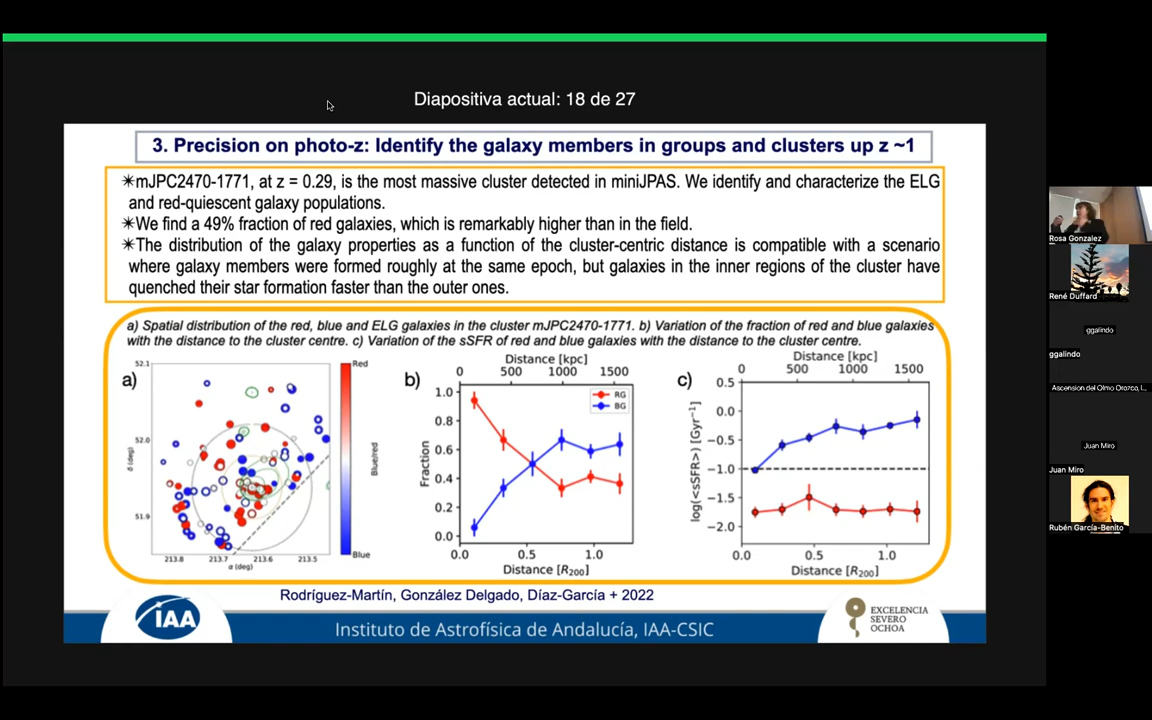 Diapositiva actual: 18 de 27
3. Precision on photo-z: Identify the galaxy members in groups and clusters up z ~1
✴mJPC2470-1771, at z = 0.29, is the most massive cluster detected in miniJPAS. We identify and characterize the ELG
and red-quiescent galaxy populations.
✴We find a 49% fraction of red galaxies, which is remarkably higher than in the field.
✴The distribution of the galaxy properties as a function of the cluster-centric distance is compatible with a scenario
where galaxy members were formed roughly at the same epoch, but galaxies in the inner regions of the cluster have
quenched their star formation faster than the outer ones.
a) Spatial distribution of the red, blue and ELG galaxies in the cluster mJPC2470-1771. b) Variation of the fraction of red and blue galaxies
with the distance to the cluster centre. c) Variation of the sSFR of red and blue galaxies with the distance to the cluster centre.
a)
52.1
52.0
51.9
δ (deg)
213.8 213.7 213.6 213.5
α (deg)
Red
Blue/red
Blue
b)
Distance [kpc]
0 500 1000 1500
1.0
0.8
0.6
0.4
0.2
0.0
Fraction
RG
BG
0.0 0.5 1.0
Distance [R200]
c)
Distance [kpc]
0 500 1000 1500
0.5
0.0
−0.5
−1.0
−1.5
−2.0
log(<sSFR>) [Gyr⁻¹]
0.0 0.5 1.0
Distance [R200]
Rodríguez-Martín, González Delgado, Díaz-García + 2022
IAA
Instituto de Astrofísica de Andalucía, IAA-CSIC
EXCELENCIA
SEVERO
OCHOA
Rosa Gonzalez
René Duffard
ggalindo
ggalindo
Ascension del Olmo Orozco, I...
Juan Miro
Juan Miro
Rubén García-Benito